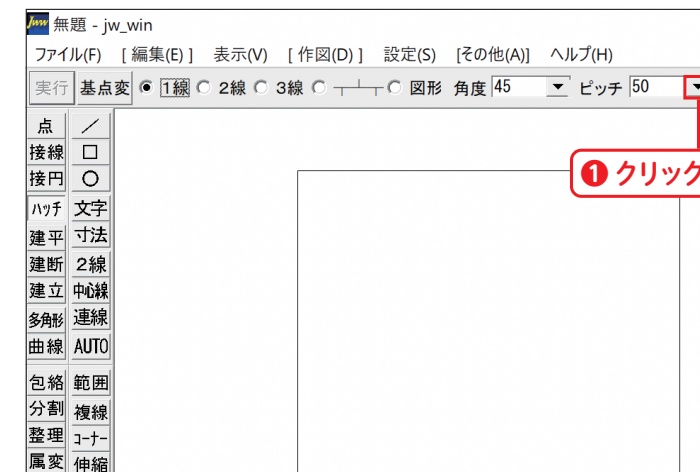 Jww 無題 - jw_win
ファイル(F) [ 編集(E) ] 表示(V) [ 作図(D) ] 設定(S) [その他(A)] ヘルプ(H)
実行 基点変 1線 2線 3線 図形 角度 45 ピッチ 50
❶ クリック
点
接線
接円
ハッチ 文字
建平 寸法
建断 2線
建立 中心線
多角形 連線
曲線 AUTO
包絡 範囲
分割 複線
整理 コーナー
属変 伸縮